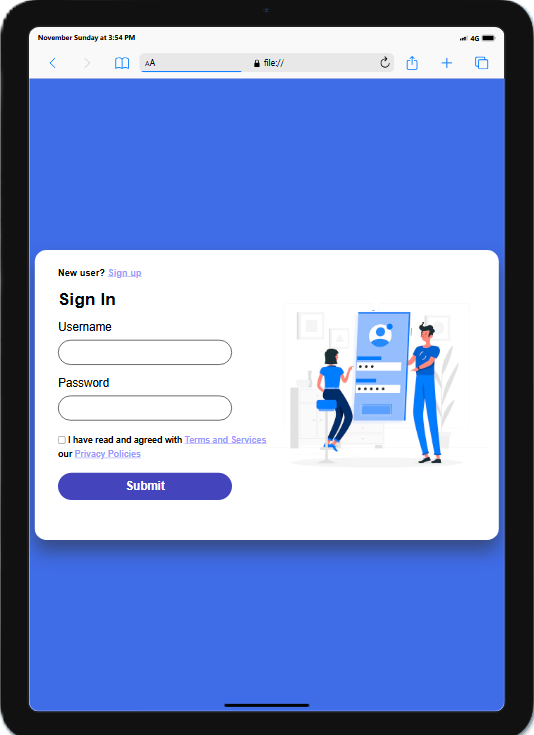 November Sunday at 3:54 PM
4G
AA
file://
New user? Sign up
Sign In
Username
Password
I have read and agreed with Terms and Services
our Privacy Policies
Submit